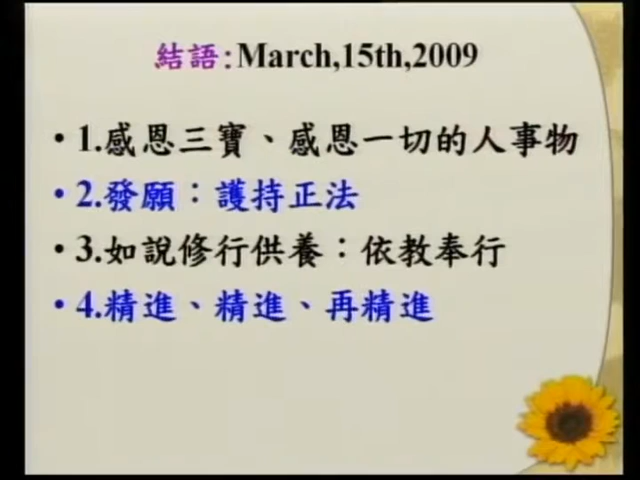 結語:March,15th,2009
•1.感恩三寶、感恩一切的人事物
•2.發願：護持正法
•3.如說修行供養：依教奉行
•4.精進、精進、再精進